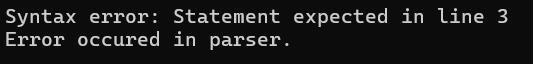 Syntax error: Statement expected in line 3
Error occured in parser.